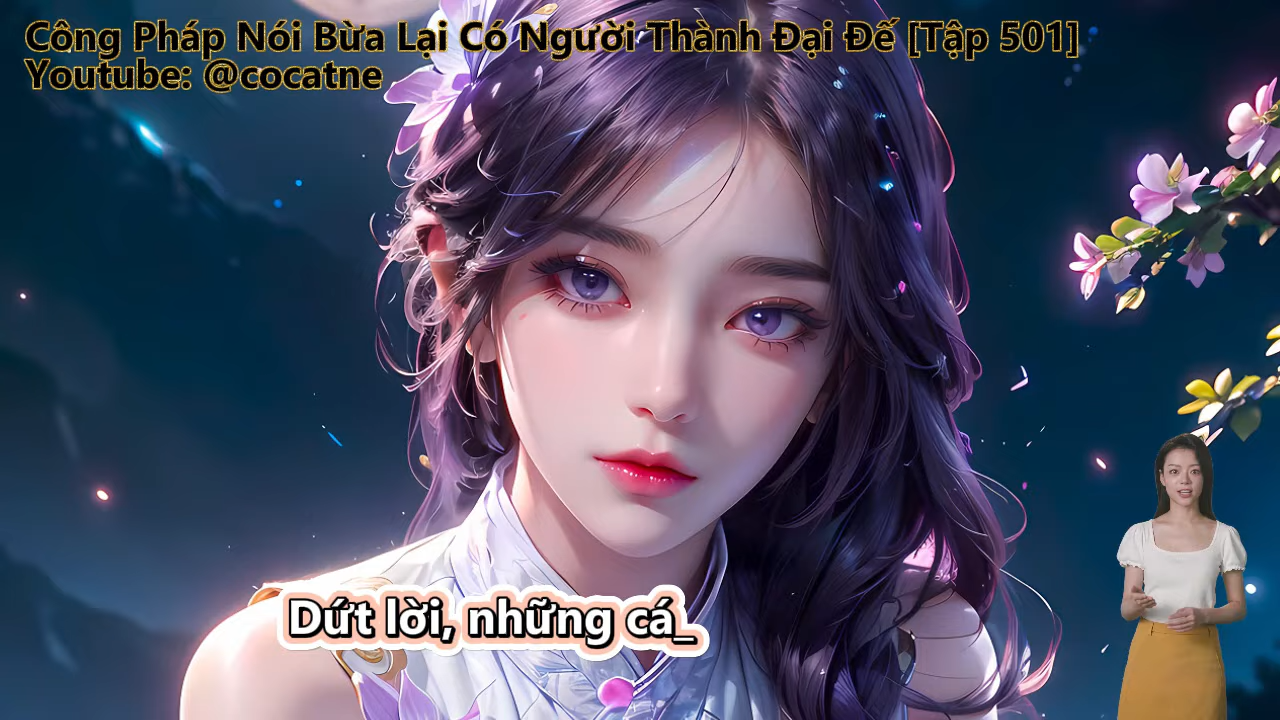 Công Pháp Nói Bừa Lại Có Người Thành Đại Đế [Tập 501]
Youtube: @cocatne
Dứt lời, những cá_